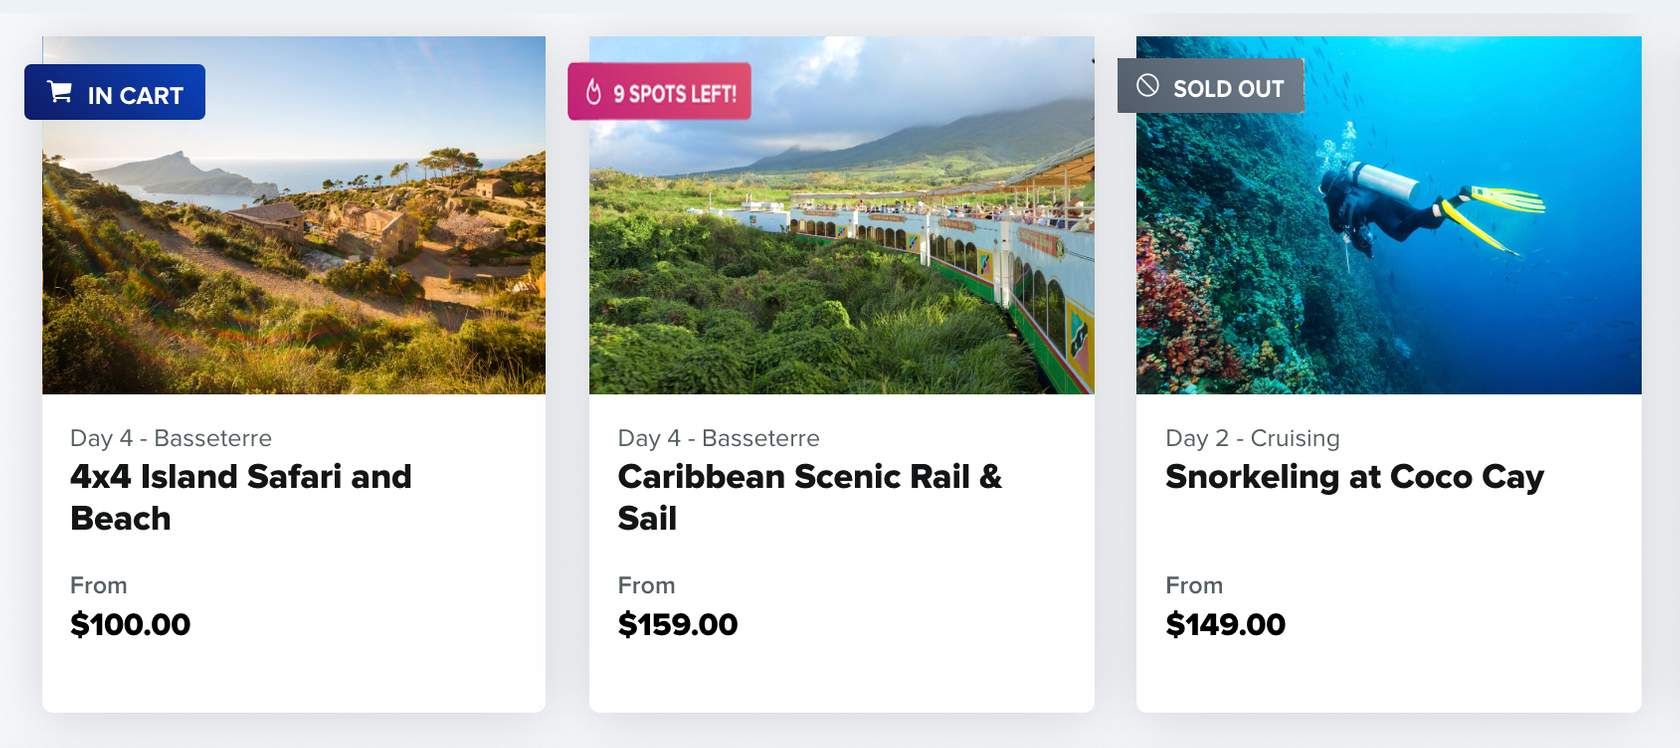 IN CART
Day 4 - Basseterre
4x4 Island Safari and
Beach
From
$100.00
9 SPOTS LEFT!
Day 4 - Basseterre
Caribbean Scenic Rail &
Sail
From
$159.00
SOLD OUT
Day 2 - Cruising
Snorkeling at Coco Cay
From
$149.00